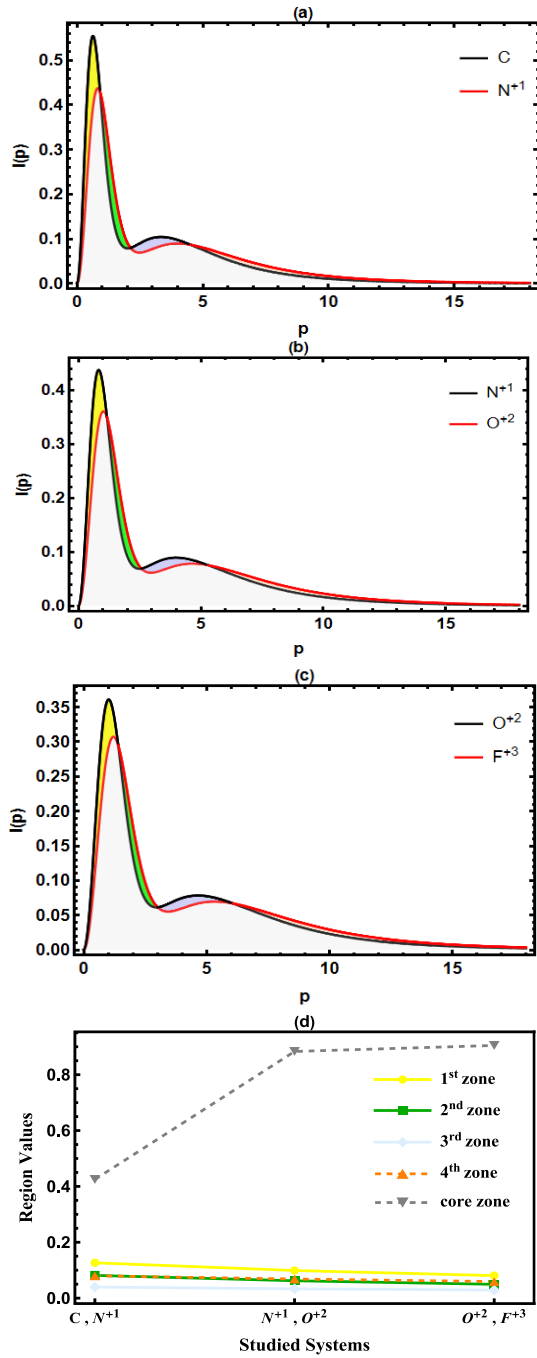 (a)
0.5
0.4
0.3
0.2
0.1
0.0
I(p)
C
N+1
0 5 10 15
p
(b)
0.4
0.3
0.2
0.1
0.0
I(p)
N+1
O+2
0 5 10 15
p
(c)
0.35
0.30
0.25
0.20
0.15
0.10
0.05
0.00
I(p)
O+2
F+3
0 5 10 15
p
(d)
0.8
0.6
0.4
0.2
0.0
Region Values
1st zone
2nd zone
3rd zone
4th zone
core zone
C , N+1 N+1 , O+2 O+2 , F+3
Studied Systems